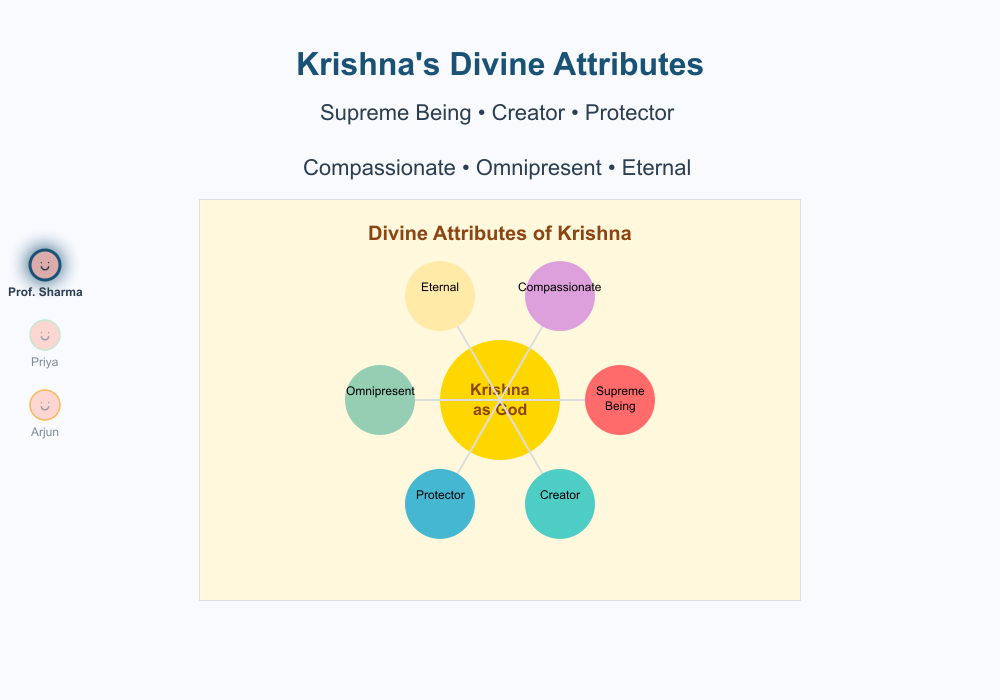 Krishna's Divine Attributes
Supreme Being • Creator • Protector
Compassionate • Omnipresent • Eternal
Divine Attributes of Krishna
Eternal
Compassionate
Prof. Sharma
Priya
Omnipresent
Krishna
as God
Supreme
Being
Arjun
Protector
Creator